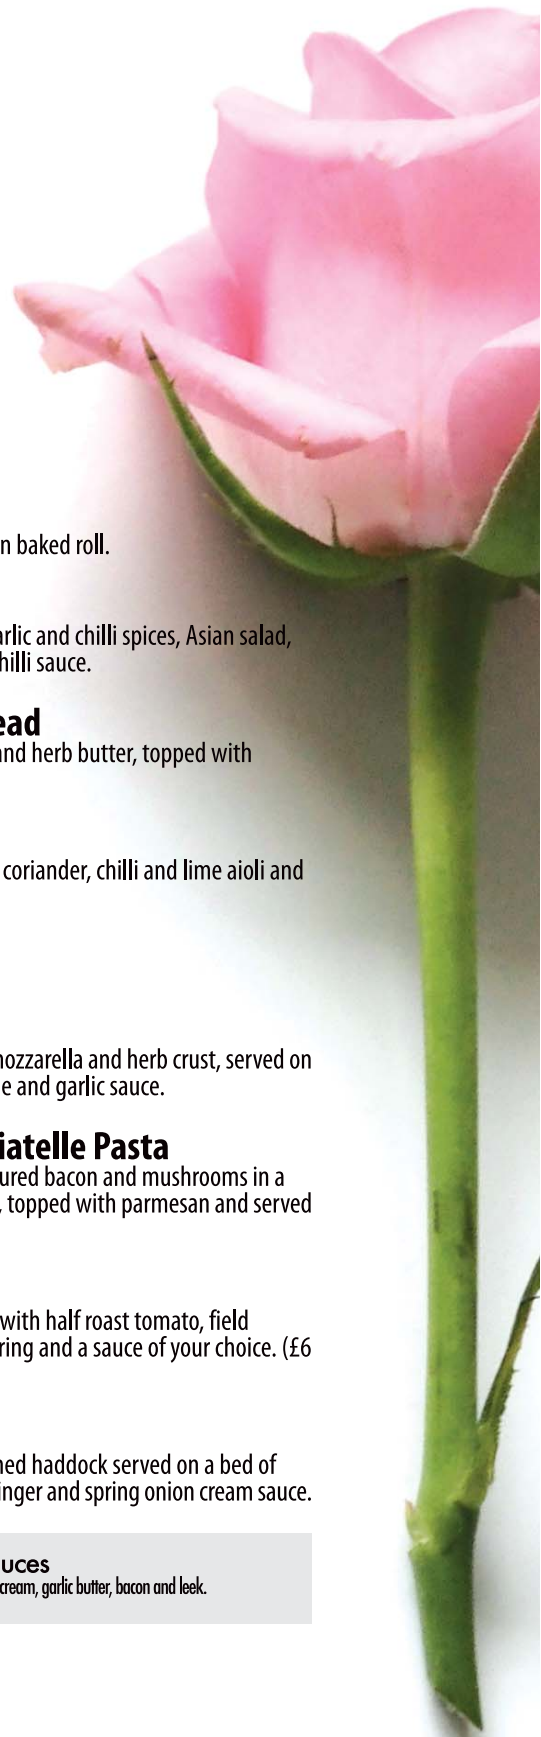 n baked roll.
arlic and chilli spices, Asian salad,
hilli sauce.
ead
and herb butter, topped with
coriander, chilli and lime aioli and
nozzarella and herb crust, served on
e and garlic sauce.
iatelle Pasta
ured bacon and mushrooms in a
, topped with parmesan and served
with half roast tomato, field
ring and a sauce of your choice. (£6
ned haddock served on a bed of
inger and spring onion cream sauce.
uces
cream, garlic butter, bacon and leek.